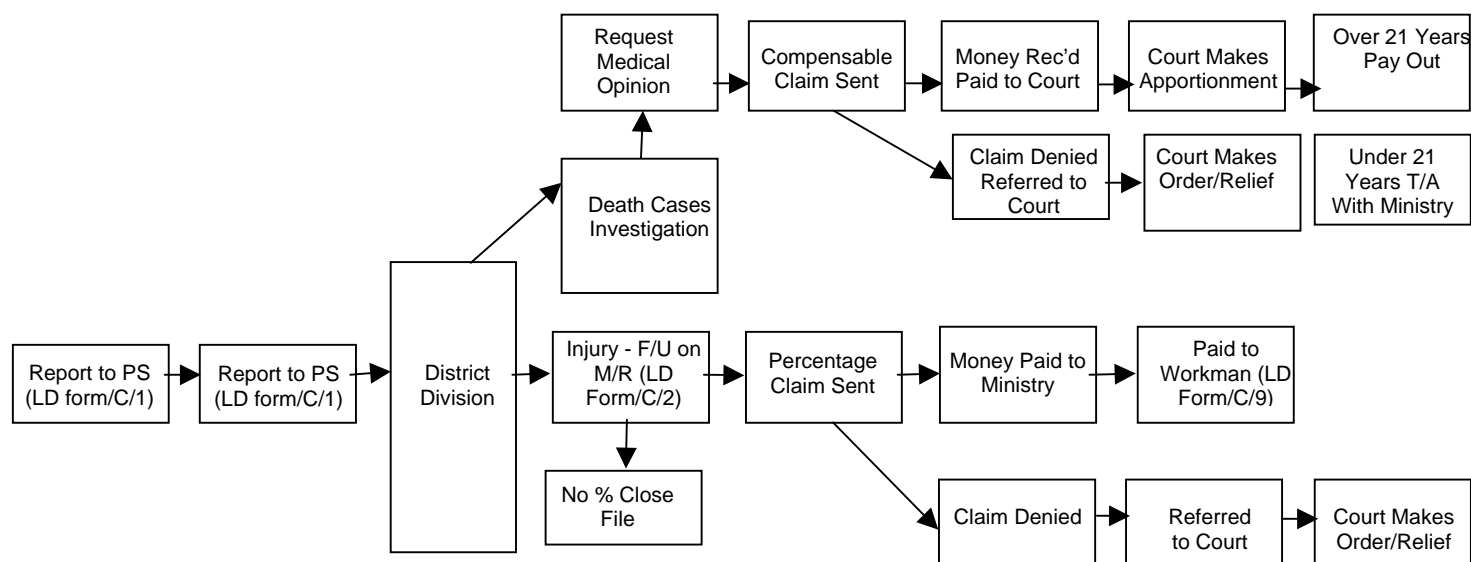 Request
Medical
Opinion
Compensable
Claim Sent
Money Rec'd
Paid to Court
Court Makes
Apportionment
Over 21 Years
Pay Out
Death Cases
Investigation
Claim Denied
Referred to
Court
Court Makes
Order/Relief
Under 21
Years T/A
With Ministry
Report to PS
(LD form/C/1)
Report to PS
(LD form/C/1)
District
Division
Injury - F/U on
M/R (LD
Form/C/2)
Percentage
Claim Sent
Money Paid to
Ministry
Paid to
Workman (LD
Form/C/9)
No % Close
File
Claim Denied
Referred
to Court
Court Makes
Order/Relief